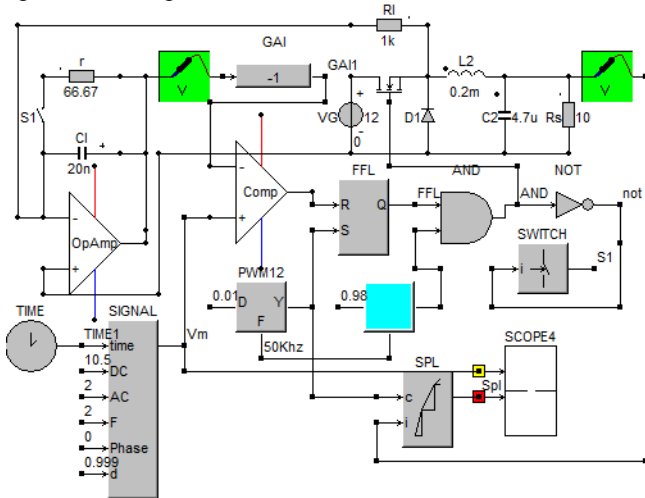 RI
1k
GAI
r
-1
GAI1
L2
V
66.67
0.2m
V
S1
VG
12
D1
C2
4.7u
Rs
10
CI
0
20n
-
FFL
AND
NOT
Comp
+
R
Q
FFL
AND
not
S
OpAmp
SWITCH
+
PWM12
i
S1
0.01
D
Y
0.98
TIME
SIGNAL
F
TIME1
time
Vm
50Khz
SCOPE4
10.5
DC
SPL
2
AC
Spl
c
2
F
i
0
Phase
0.999
d